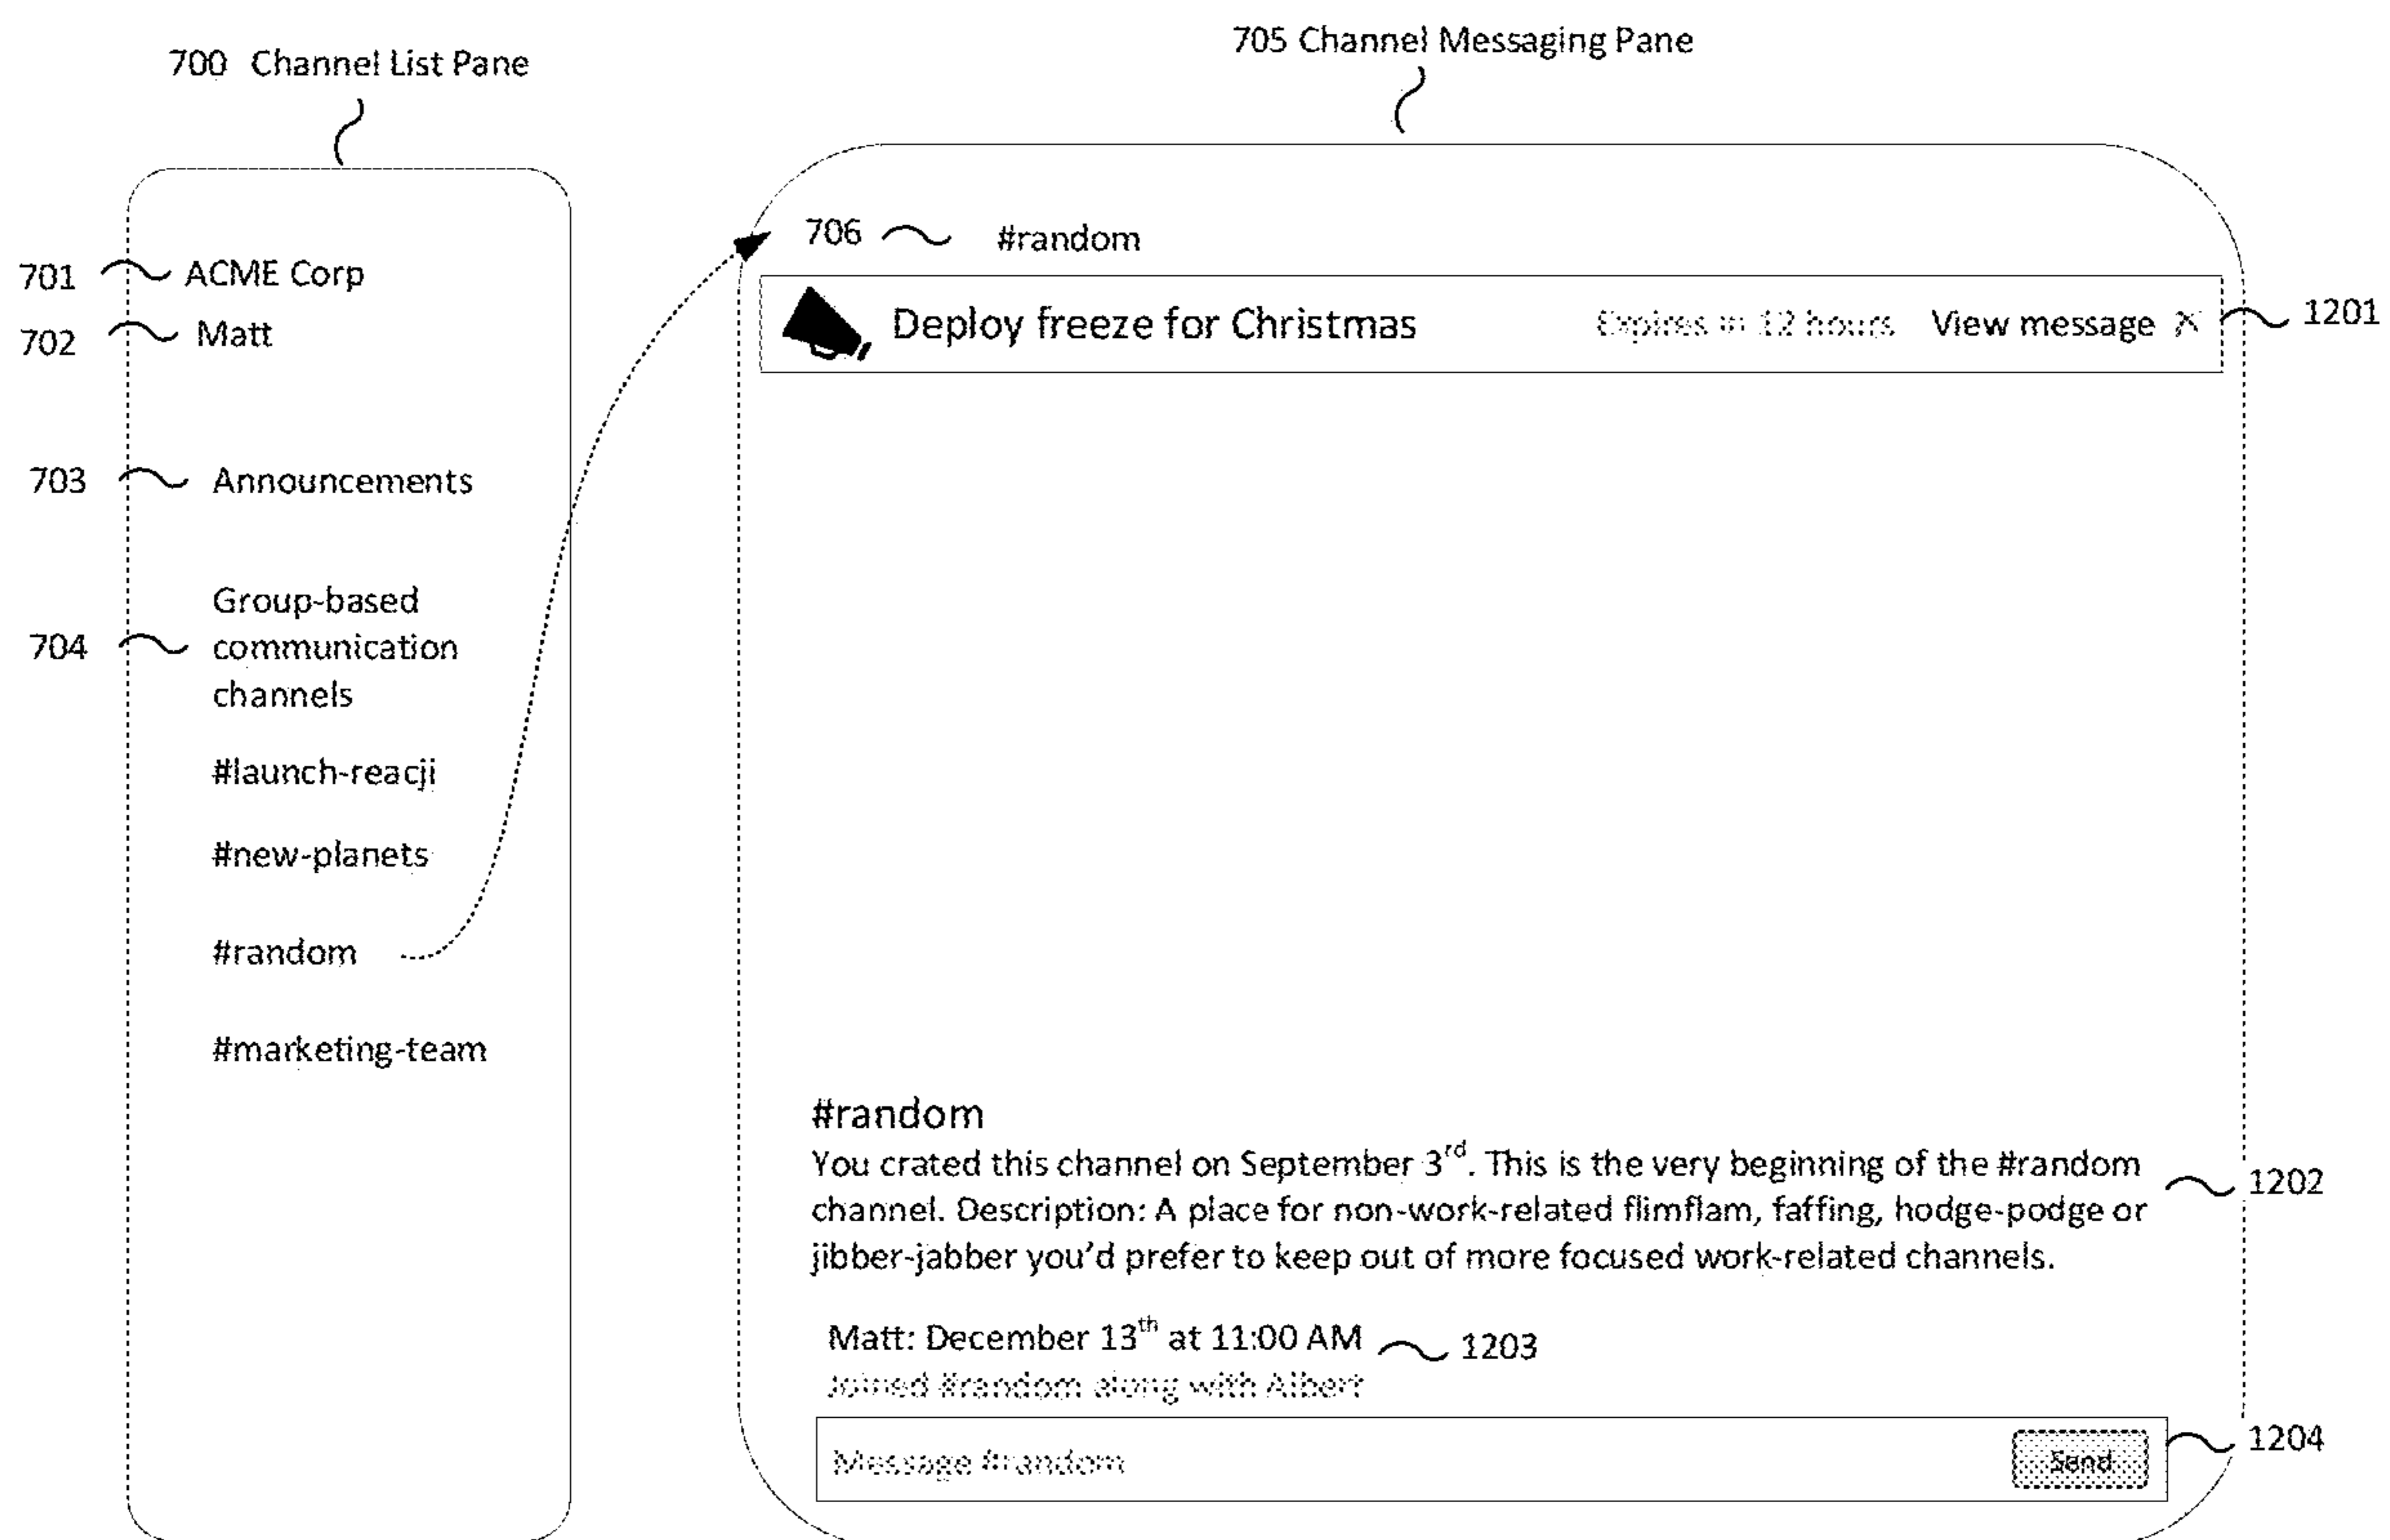 700 Channel List Pane
701 ACME Corp
702 Matt
703 Announcements
Group-based
704 communication
channels
#launch-reacji
#new-planets
#random
#marketing-team
705 Channel Messaging Pane
706 #random
Deploy freeze for Christmas Expires in 12 hours View message X 1201
#random
You crated this channel on September 3rd. This is the very beginning of the #random 1202
channel. Description: A place for non-work-related flimflam, faffing, hodge-podge or
jibber-jabber you'd prefer to keep out of more focused work-related channels.
Matt: December 13th at 11:00 AM 1203
Joined #random along with Albert
Message #random Send 1204